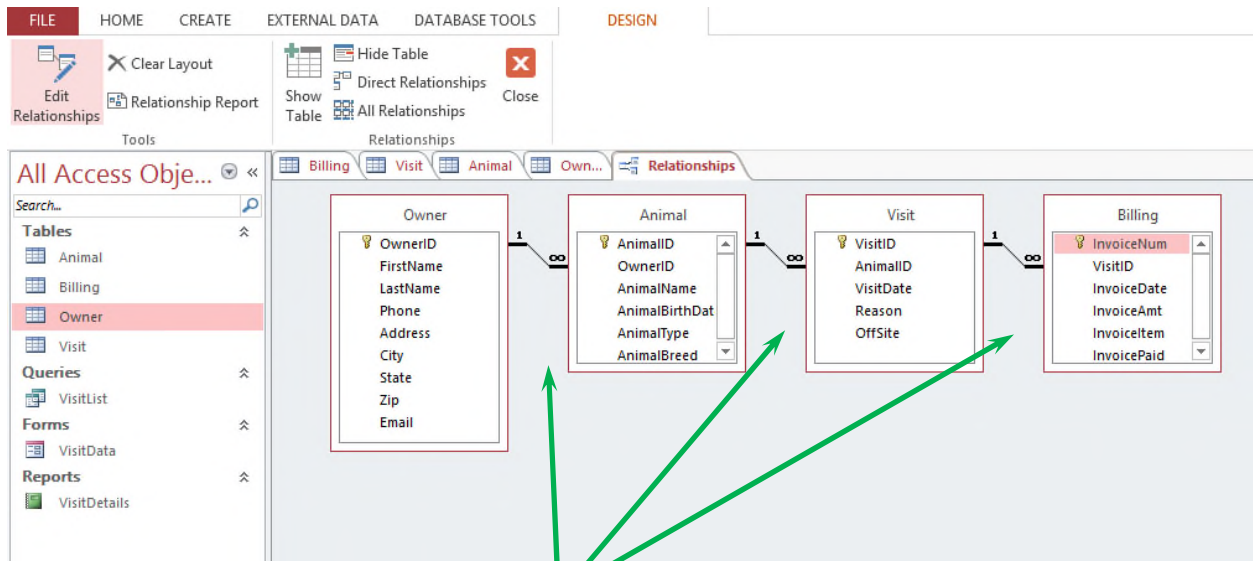 FILE HOME CREATE EXTERNAL DATA DATABASE TOOLS DESIGN
Edit Relationships
Clear Layout
Relationship Report
Tools
Show Table
Hide Table
Direct Relationships
All Relationships
Close
Relationships
All Access Obje... «
Search...
Tables
Animal
Billing
Owner
Visit
Queries
VisitList
Forms
VisitData
Reports
VisitDetails
Billing Visit Animal Own... Relationships
Owner
OwnerID
FirstName
LastName
Phone
Address
City
State
Zip
Email
1 ∞
Animal
AnimalID
OwnerID
AnimalName
AnimalBirthDat
AnimalType
AnimalBreed
1 ∞
Visit
VisitID
AnimalID
VisitDate
Reason
OffSite
1 ∞
Billing
InvoiceNum
VisitID
InvoiceDate
InvoiceAmt
InvoiceItem
InvoicePaid